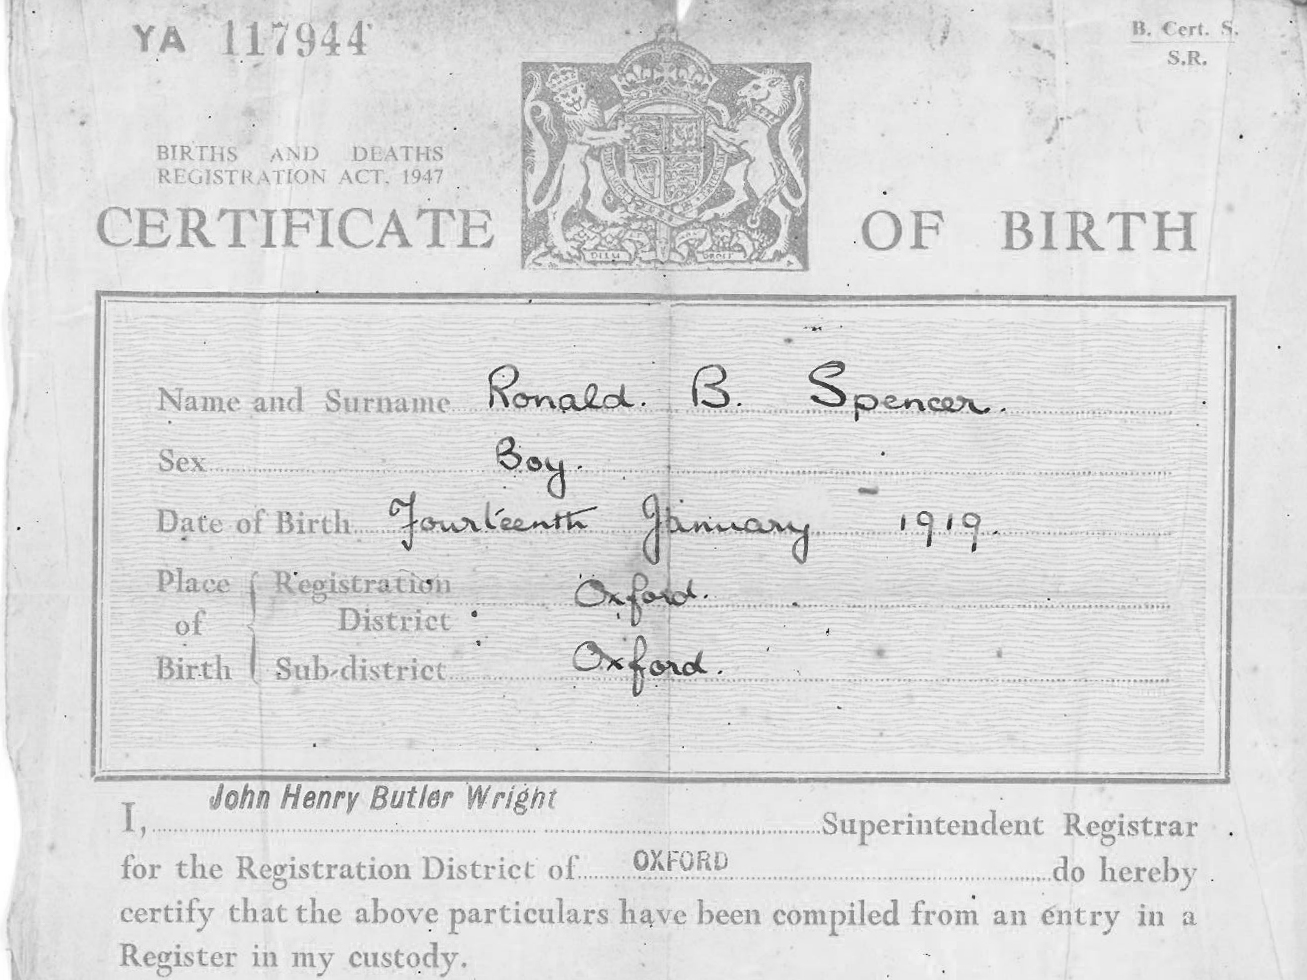 YA 117944
B. Cert. S.
S.R.
BIRTHS AND DEATHS
REGISTRATION ACT, 1947
CERTIFICATE OF BIRTH
DIEU DROIT
Name and Surname Ronald. B. Spencer.
Sex Boy.
Date of Birth Fourteenth January 1919.
Place of Birth { Registration District Oxford.
Sub-district Oxford.
I, John Henry Butler Wright Superintendent Registrar
for the Registration District of OXFORD do hereby
certify that the above particulars have been compiled from an entry in a
Register in my custody.